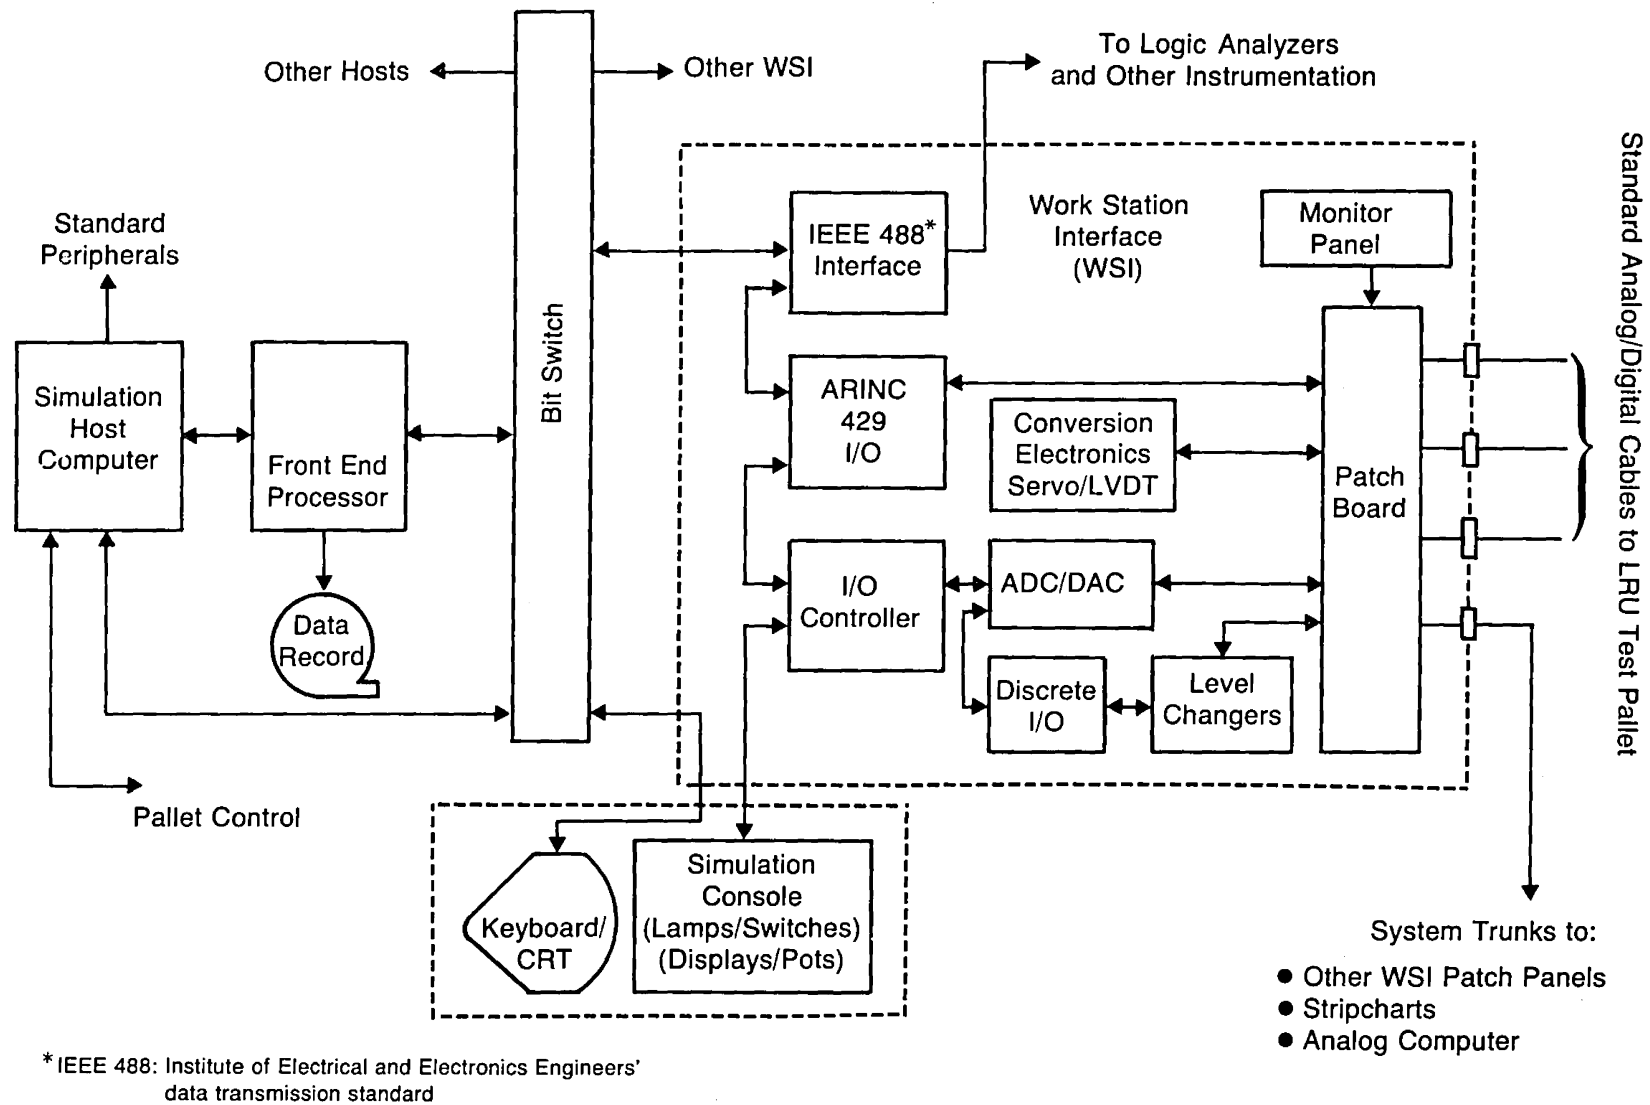 To Logic Analyzers
and Other Instrumentation
Other Hosts
Other WSI
Standard
Peripherals
IEEE 488*
Interface
Work Station
Interface
(WSI)
Monitor
Panel
Standard Analog/Digital Cables to LRU Test Pallet
Simulation
Host
Computer
Front End
Processor
Bit Switch
ARINC
429
I/O
Conversion
Electronics
Servo/LVDT
Patch
Board
Data
Record
I/O
Controller
ADC/DAC
Discrete
I/O
Level
Changers
Pallet Control
Keyboard/
CRT
Simulation
Console
(Lamps/Switches)
(Displays/Pots)
System Trunks to:
● Other WSI Patch Panels
● Stripcharts
● Analog Computer
*IEEE 488: Institute of Electrical and Electronics Engineers'
data transmission standard